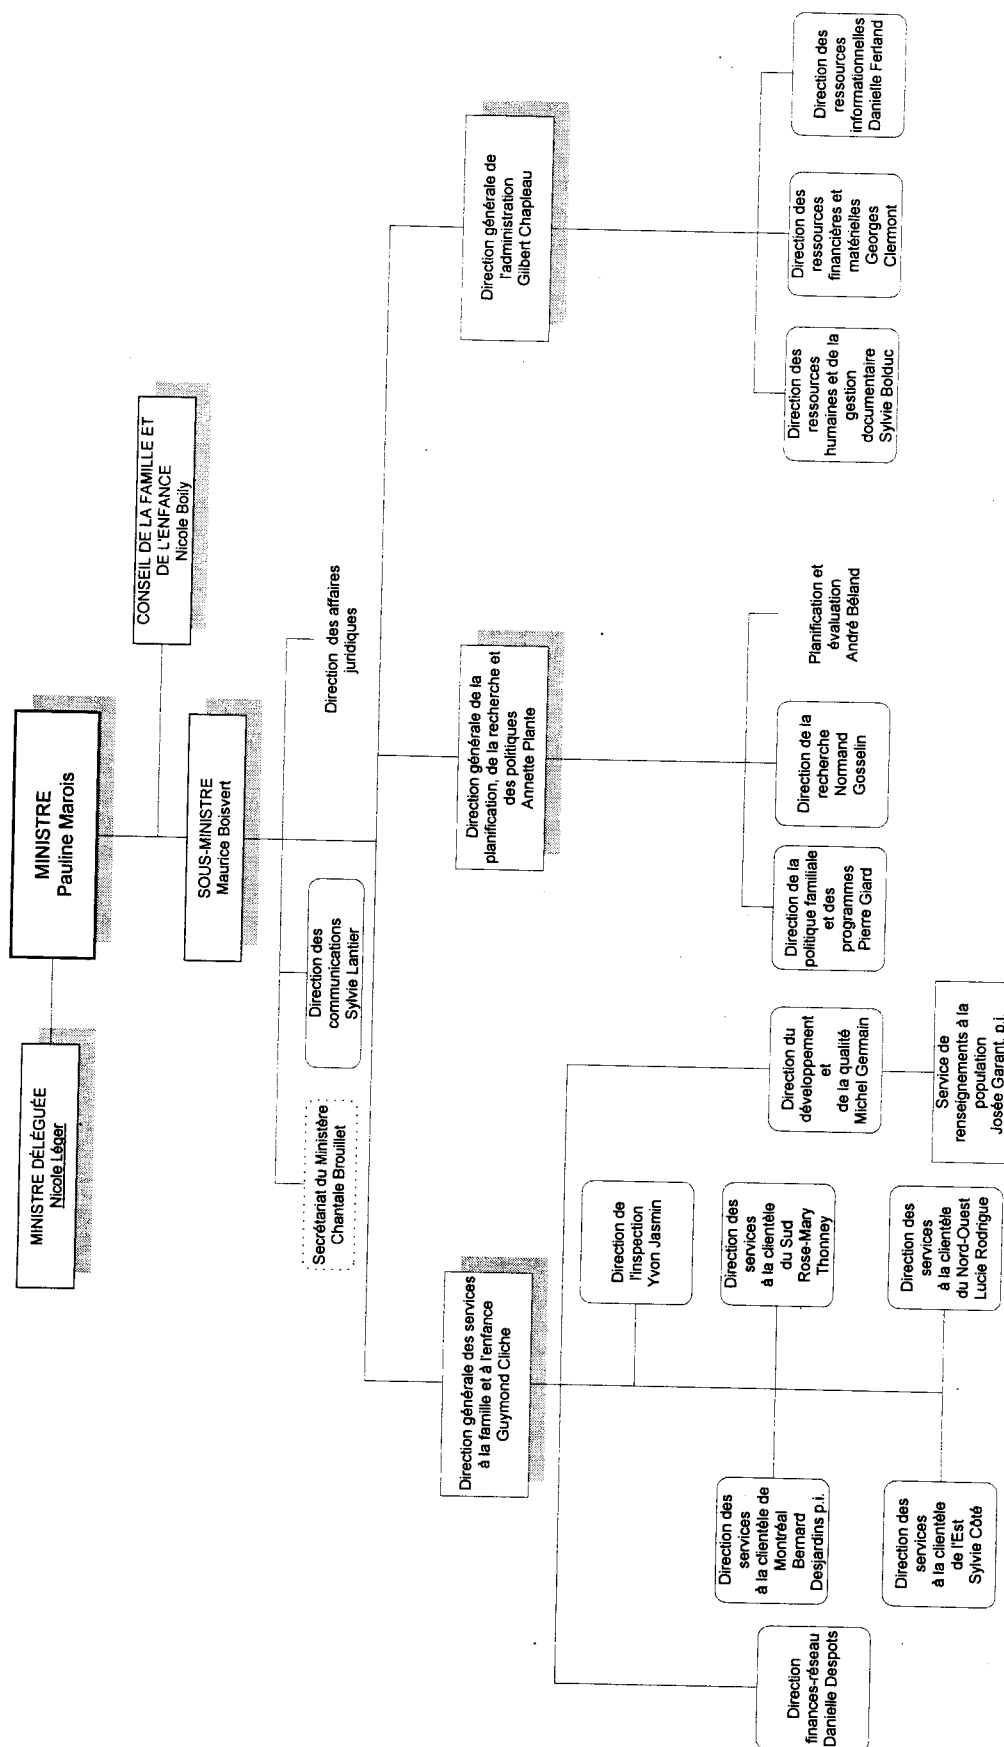 MINISTRE
Pauline Marois
MINISTRE DÉLÉGUÉE
Nicole Léger
CONSEIL DE LA FAMILLE ET
DE L'ENFANCE
Nicole Boily
SOUS-MINISTRE
Maurice Boisvert
Secrétariat du Ministère
Chantale Brouillet
Direction des
communications
Sylvie Lantier
Direction des affaires
juridiques
Direction générale des services
à la famille et à l'enfance
Guymond Cliche
Direction générale de la
planification, de la recherche et
des politiques
Annette Plante
Direction générale de
l'administration
Gilbert Chapleau
Direction
finances-réseau
Danielle Despots
Direction de
l'inspection
Yvon Jasmin
Direction des
services
à la clientèle de
Montréal
Bernard
Desjardins p.i.
Direction des
services
à la clientèle
du Sud
Rose-Mary
Thonney
Direction des
services
à la clientèle
de l'Est
Sylvie Côté
Direction des
services
à la clientèle
du Nord-Ouest
Lucie Rodrigue
Direction du
développement
et
de la qualité
Michel Germain
Service de
renseignements à la
population
Josée Garant, p.i.
Direction de la
politique familiale
et des
programmes
Pierre Giard
Direction de la
recherche
Normand
Gosselin
Planification et
évaluation
André Béland
Direction des
ressources
humaines et de la
gestion
documentaire
Sylvie Bolduc
Direction des
ressources
financières et
matérielles
Georges
Clermont
Direction des
ressources
informationnelles
Danielle Ferland